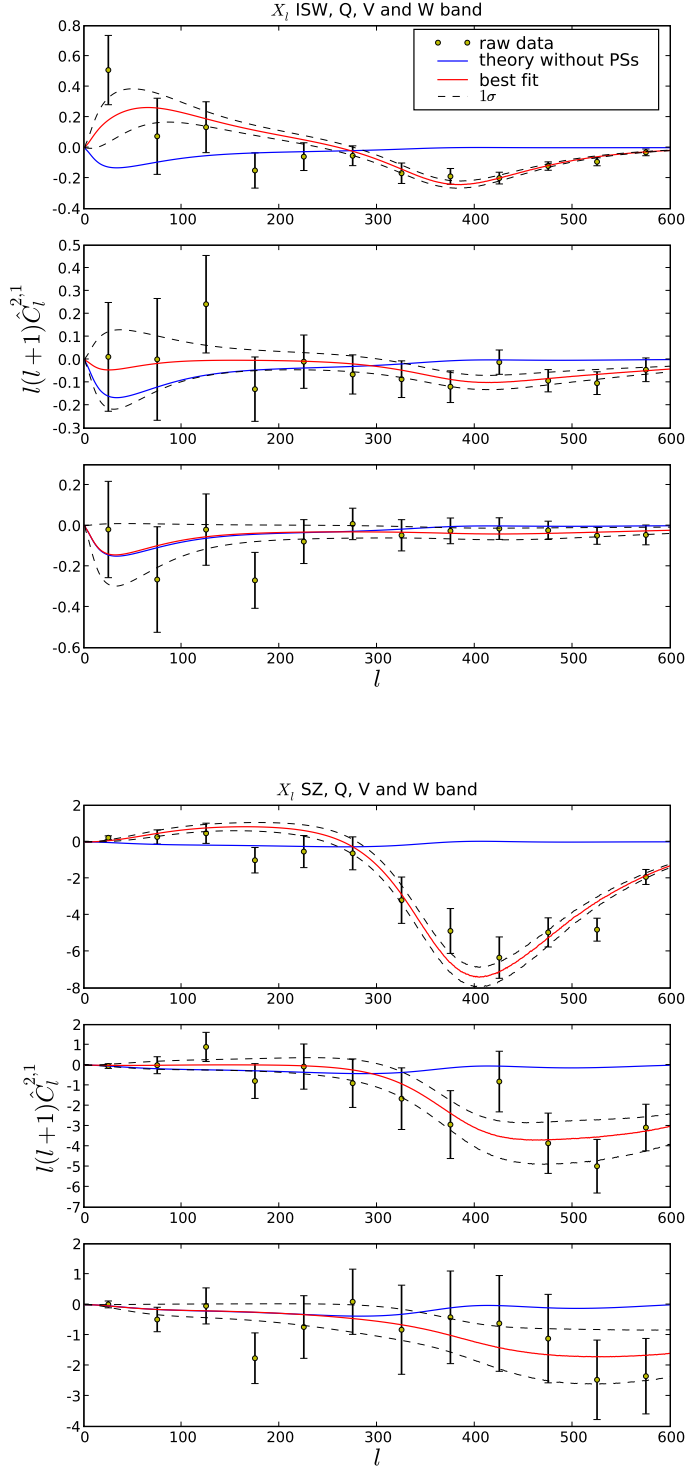 X_l ISW, Q, V and W band
raw data
theory without PSs
best fit
1σ
0.8
0.6
0.4
0.2
0.0
-0.2
-0.4
0 100 200 300 400 500 600
l(l+1)Ĉ_l^{2,1}
0.5
0.4
0.3
0.2
0.1
0.0
-0.1
-0.2
-0.3
0 100 200 300 400 500 600
0.2
0.0
-0.2
-0.4
-0.6
0 100 200 300 400 500 600
l
X_l SZ, Q, V and W band
2
0
-2
-4
-6
-8
0 100 200 300 400 500 600
l(l+1)Ĉ_l^{2,1}
2
1
0
-1
-2
-3
-4
-5
-6
-7
0 100 200 300 400 500 600
2
1
0
-1
-2
-3
-4
0 100 200 300 400 500 600
l